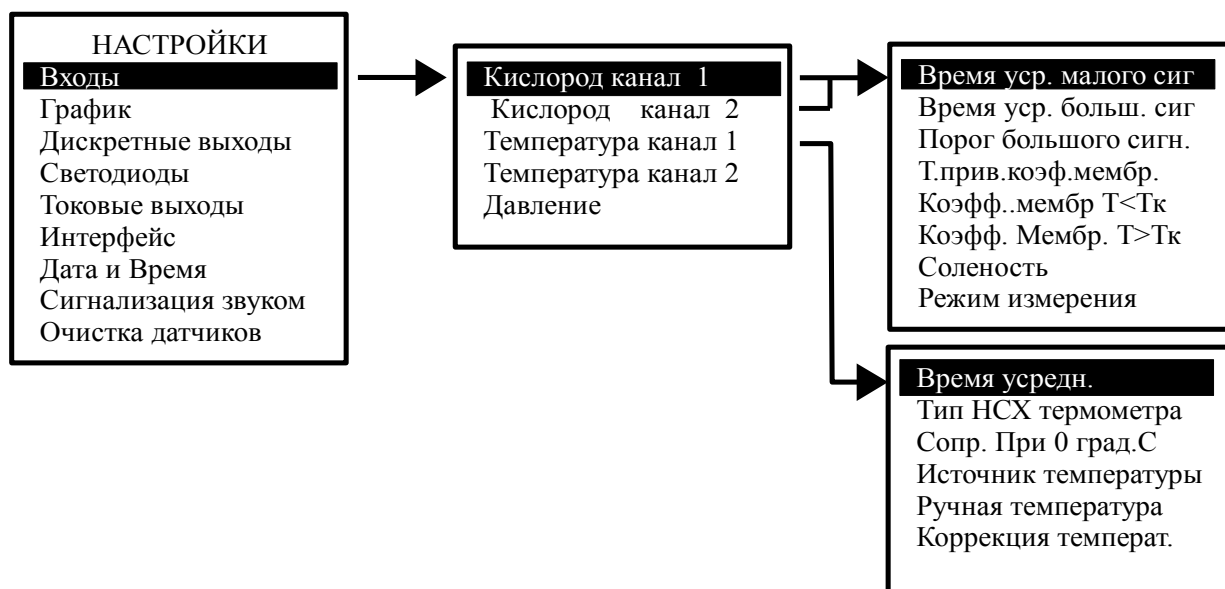 НАСТРОЙКИ
Входы
График
Дискретные выходы
Светодиоды
Токовые выходы
Интерфейс
Дата и Время
Сигнализация звуком
Очистка датчиков
Кислород канал 1
Кислород канал 2
Температура канал 1
Температура канал 2
Давление
Время уср. малого сиг
Время уср. больш. сиг
Порог большого сигн.
Т.прив.коэф.мембр.
Коэфф..мембр Т<Тк
Коэфф. Мембр. Т>Тк
Соленость
Режим измерения
Время усредн.
Тип НСХ термометра
Сопр. При 0 град.С
Источник температуры
Ручная температура
Коррекция температ.